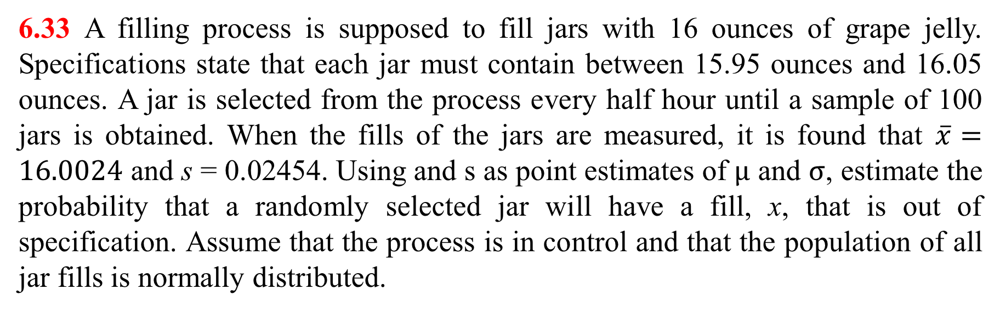 6.33 A filling process is supposed to fill jars with 16 ounces of grape jelly.
Specifications state that each jar must contain between 15.95 ounces and 16.05
ounces. A jar is selected from the process every half hour until a sample of 100
jars is obtained. When the fills of the jars are measured, it is found that x̄ =
16.0024 and s = 0.02454. Using and s as point estimates of μ and σ, estimate the
probability that a randomly selected jar will have a fill, x, that is out of
specification. Assume that the process is in control and that the population of all
jar fills is normally distributed.